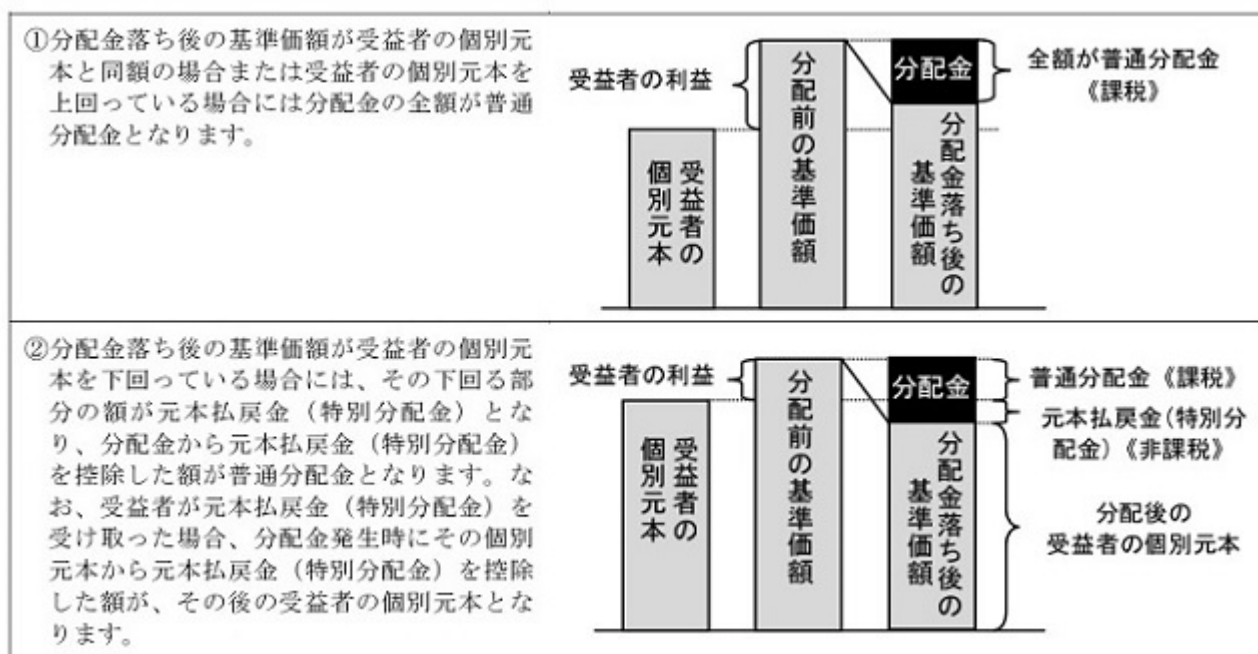 ①分配金落ち後の基準価額が受益者の個別元
本と同額の場合または受益者の個別元本を
上回っている場合には分配金の全額が普通
分配金となります。
受益者の利益
受益者の
個別元本
分配前の基準価額
分配金
分配金落ち後の
基準価額
全額が普通分配金
《課税》
②分配金落ち後の基準価額が受益者の個別元
本を下回っている場合には、その下回る部
分の額が元本払戻金（特別分配金）とな
り、分配金から元本払戻金（特別分配金）
を控除した額が普通分配金となります。な
お、受益者が元本払戻金（特別分配金）を
受け取った場合、分配金発生時にその個別
元本から元本払戻金（特別分配金）を控除
した額が、その後の受益者の個別元本とな
ります。
受益者の利益
受益者の
個別元本
分配前の基準価額
分配金
分配金落ち後の
基準価額
普通分配金《課税》
元本払戻金（特別分
配金）《非課税》
分配後の
受益者の個別元本